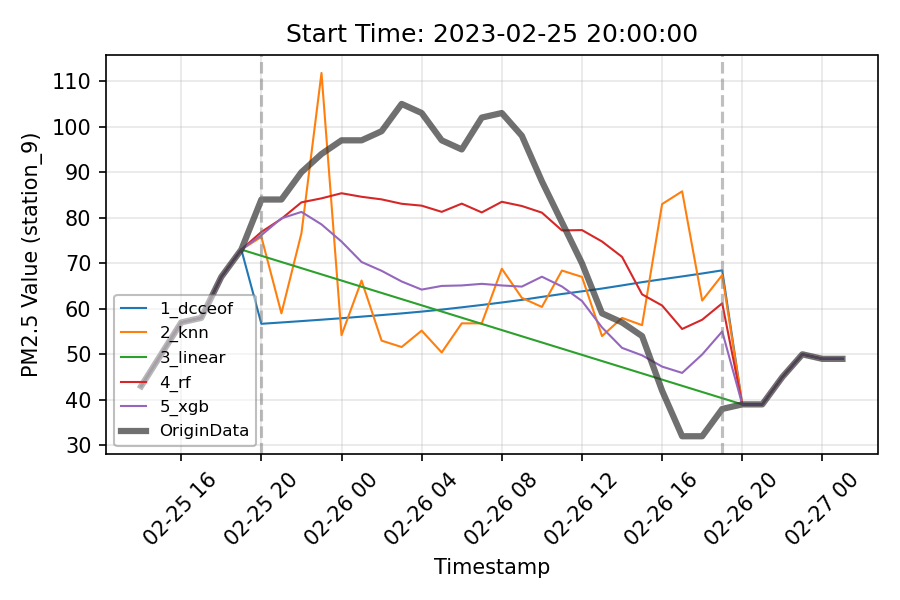 Start Time: 2023-02-25 20:00:00
PM2.5 Value (station_9)
110
100
90
80
70
60
50
40
30
1_dcceof
2_knn
3_linear
4_rf
5_xgb
OriginData
02-25 16
02-25 20
02-26 00
02-26 04
02-26 08
02-26 12
02-26 16
02-26 20
02-27 00
Timestamp